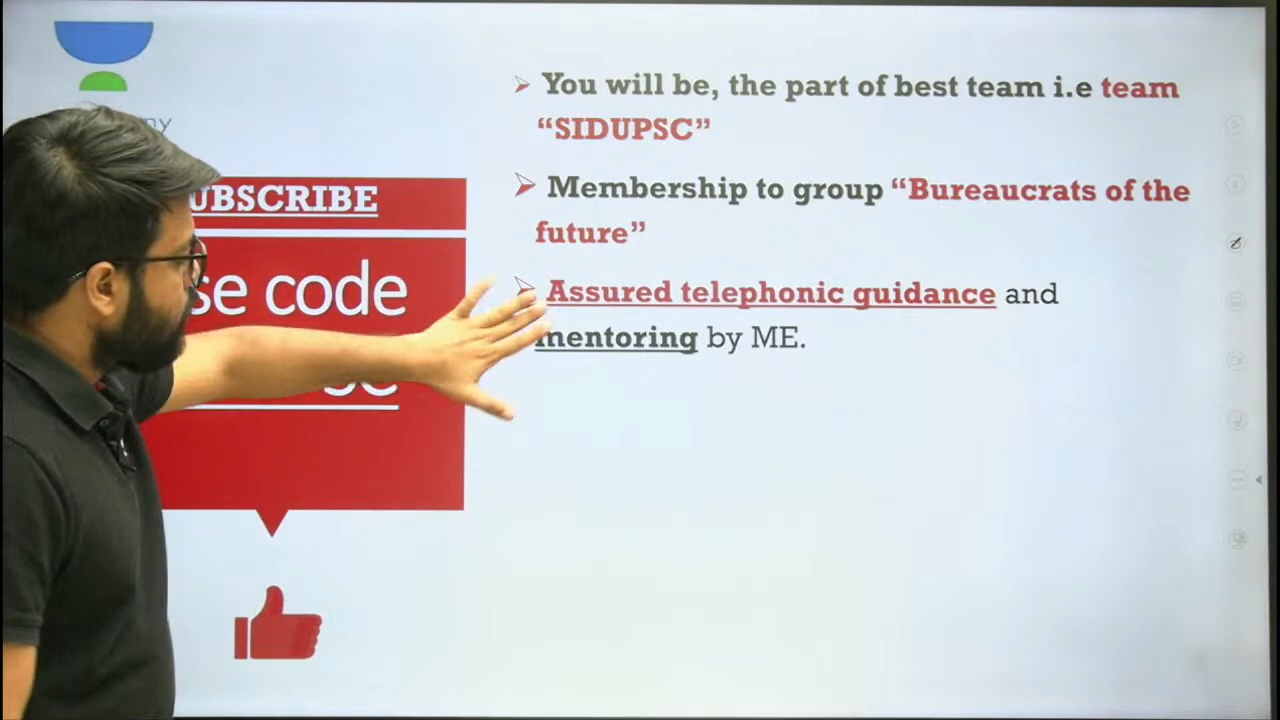 You will be, the part of best team i.e team
“SIDUPSC”
Membership to group “Bureaucrats of the
future”
Assured telephonic guidance and
mentoring by ME.
UBSCRIBE
se code